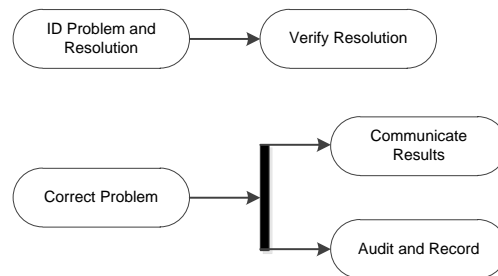 ID Problem and
Resolution
Verify Resolution
Communicate
Results
Correct Problem
Audit and Record